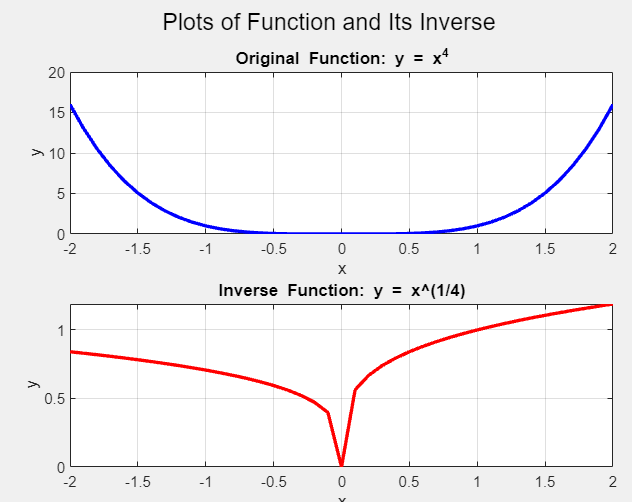 Plots of Function and Its Inverse
Original Function: y = x⁴
20
15
10
5
0
y
-2 -1.5 -1 -0.5 0 0.5 1 1.5 2
x
Inverse Function: y = x^(1/4)
1
0.5
0
y
-2 -1.5 -1 -0.5 0 0.5 1 1.5 2
x